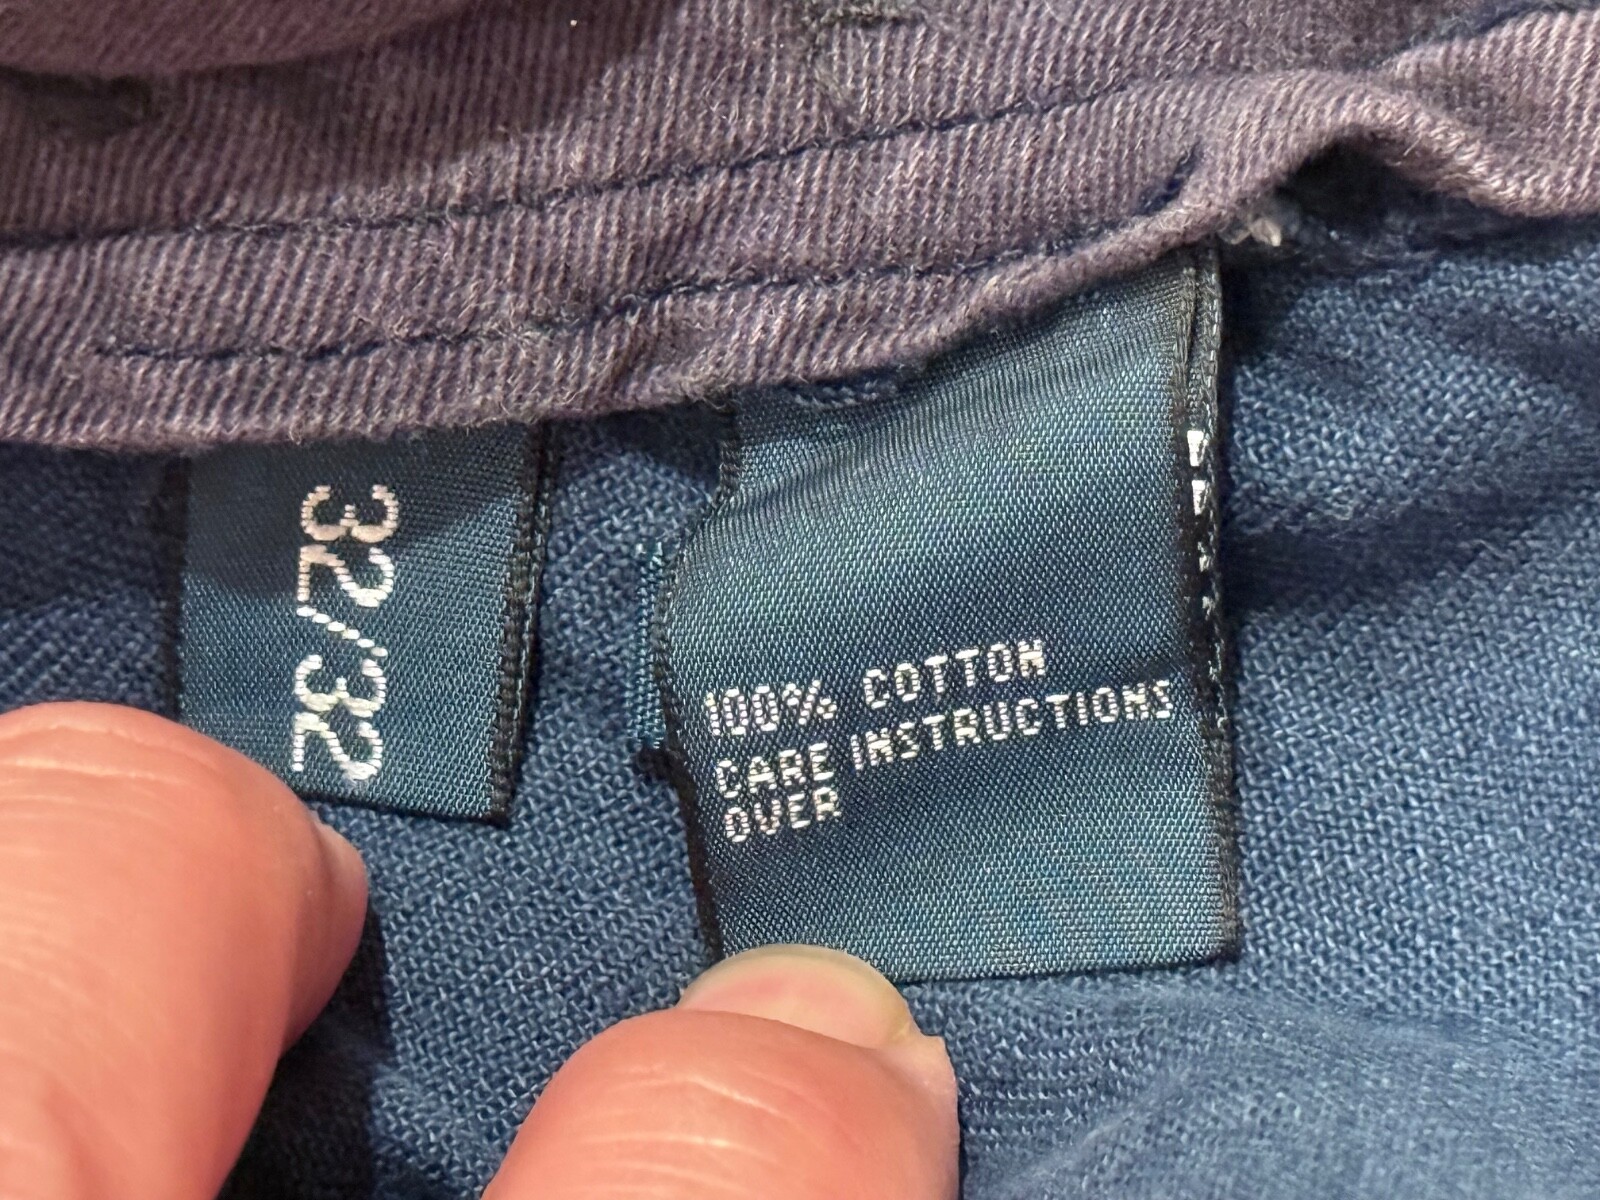 32/32
100% COTTON
CARE INSTRUCTIONS
OVER